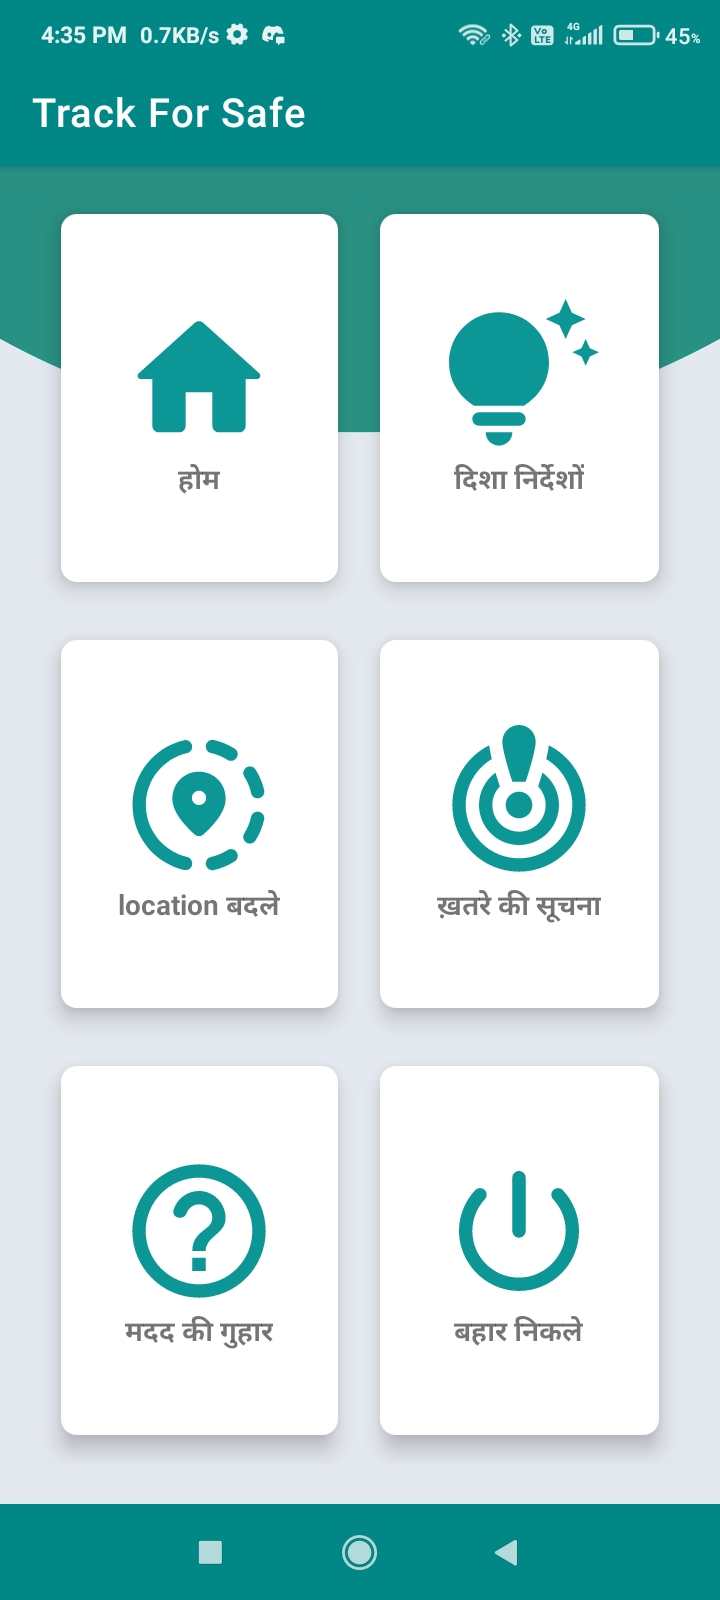 4:35 PM 0.7KB/s Vo LTE 4G 45%
Track For Safe
होम
दिशा निर्देशों
location बदले
ख़तरे की सूचना
मदद की गुहार
बहार निकले